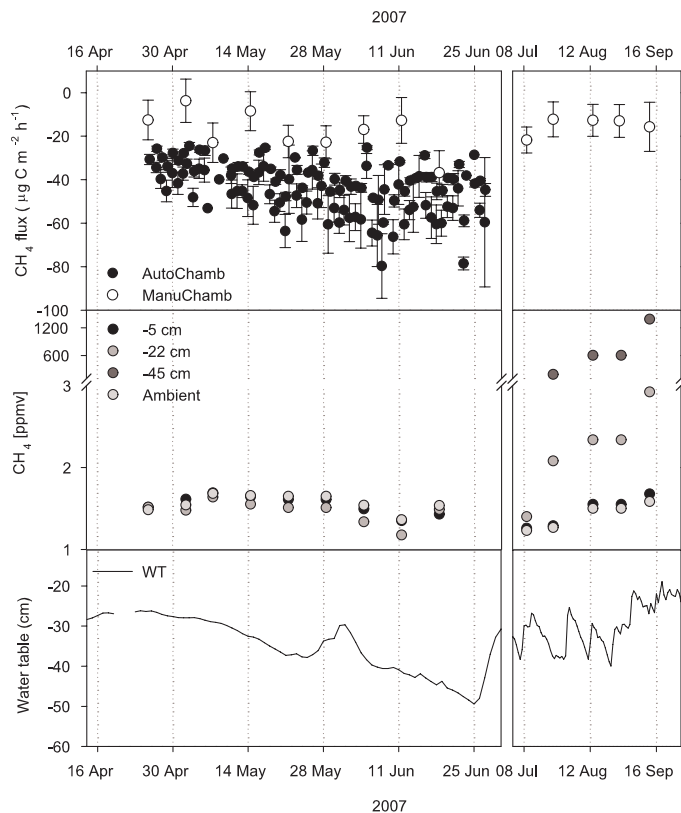 2007
16 Apr 30 Apr 14 May 28 May 11 Jun 25 Jun 08 Jul 12 Aug 16 Sep
0
-20
-40
-60
-80
-100
CH4 flux ( μg C m-2 h-1)
AutoChamb
ManuChamb
1200
600
3
2
1
CH4 [ppmv]
-5 cm
-22 cm
-45 cm
Ambient
-20
-30
-40
-50
-60
Water table (cm)
WT
16 Apr 30 Apr 14 May 28 May 11 Jun 25 Jun 08 Jul 12 Aug 16 Sep
2007